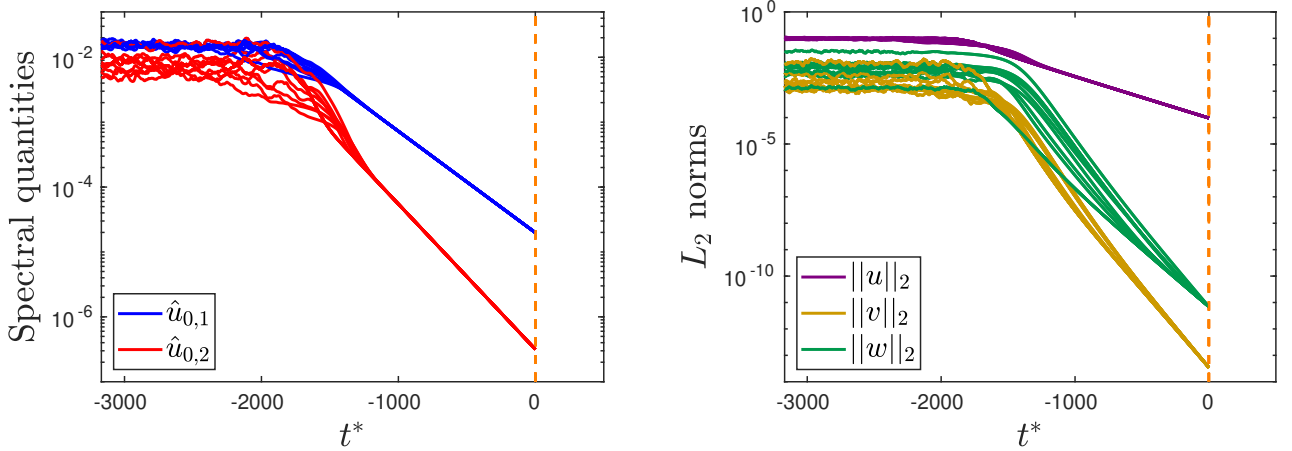 Spectral quantities
10^-2
10^-4
10^-6
û_{0,1}
û_{0,2}
-3000
-2000
-1000
0
t*
L_2 norms
10^0
10^-5
10^-10
||u||_2
||v||_2
||w||_2
-3000
-2000
-1000
0
t*